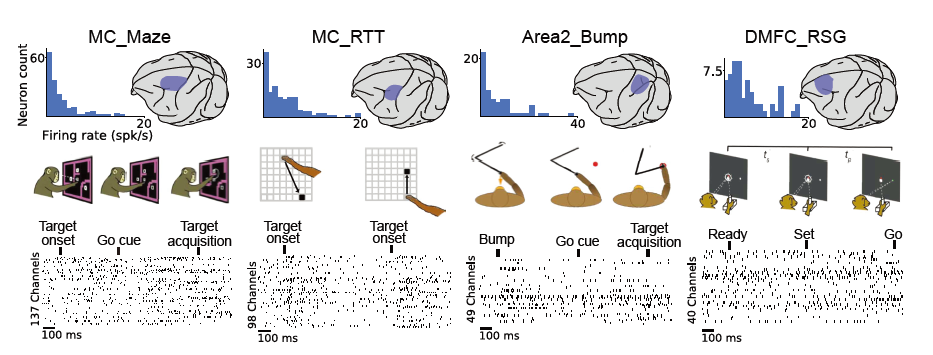 MC_Maze
MC_RTT
Area2_Bump
DMFC_RSG
Neuron count
60
20
Firing rate (spk/s)
30
20
20
40
7.5
20
t_s
t_p
Target
onset
Go cue
Target
acquisition
Target
onset
Target
onset
Bump
Go cue
Target
acquisition
Ready
Set
Go
137 Channels
100 ms
98 Channels
100 ms
49 Channels
100 ms
40 Channels
100 ms